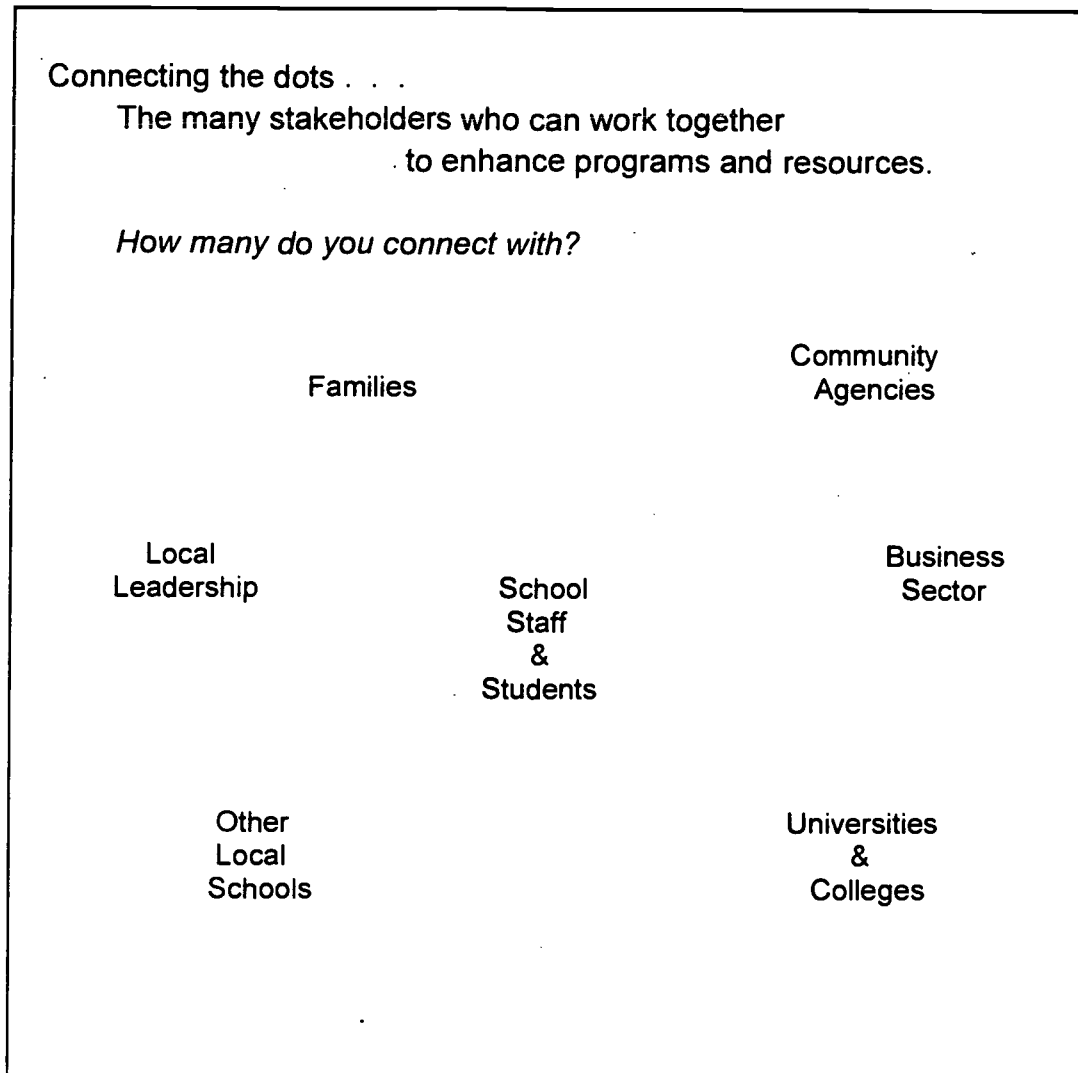 Connecting the dots . . .
The many stakeholders who can work together
to enhance programs and resources.
How many do you connect with?
Families
Community
Agencies
Local
Leadership
School
Staff
&
Students
Business
Sector
Other
Local
Schools
Universities
&
Colleges